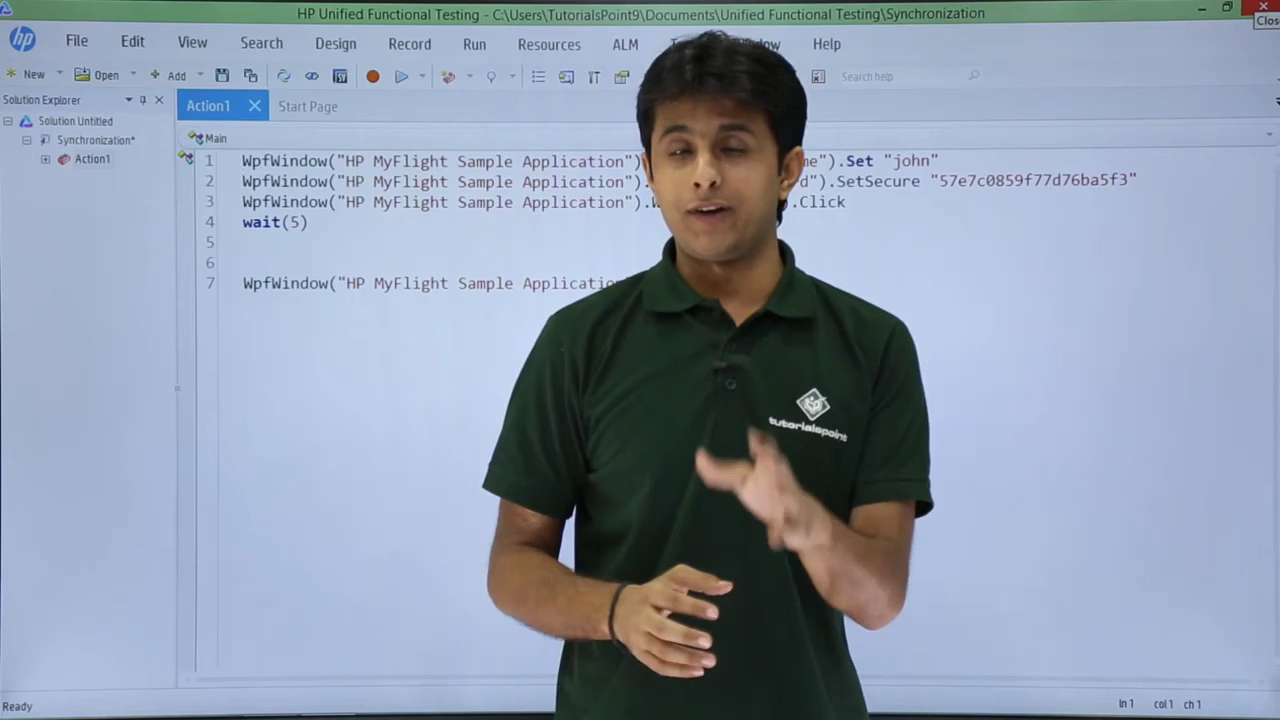 HP Unified Functional Testing - C:\Users\TutorialsPoint9\Documents\Unified Functional Testing\Synchronization
Clos
hp File Edit View Search Design Record Run Resources ALM Window Help
New Open Add Search help
Solution Explorer
Action1 Start Page
Solution Untitled
Synchronization*
Action1
Main
1 WpfWindow("HP MyFlight Sample Application") me").Set "john"
2 WpfWindow("HP MyFlight Sample Application"). d").SetSecure "57e7c0859f77d76ba5f3"
3 WpfWindow("HP MyFlight Sample Application"). ).Click
4 wait(5)
5
6
7 WpfWindow("HP MyFlight Sample Applicatio
tutorialspoint
Ready ln 1 col 1 ch 1